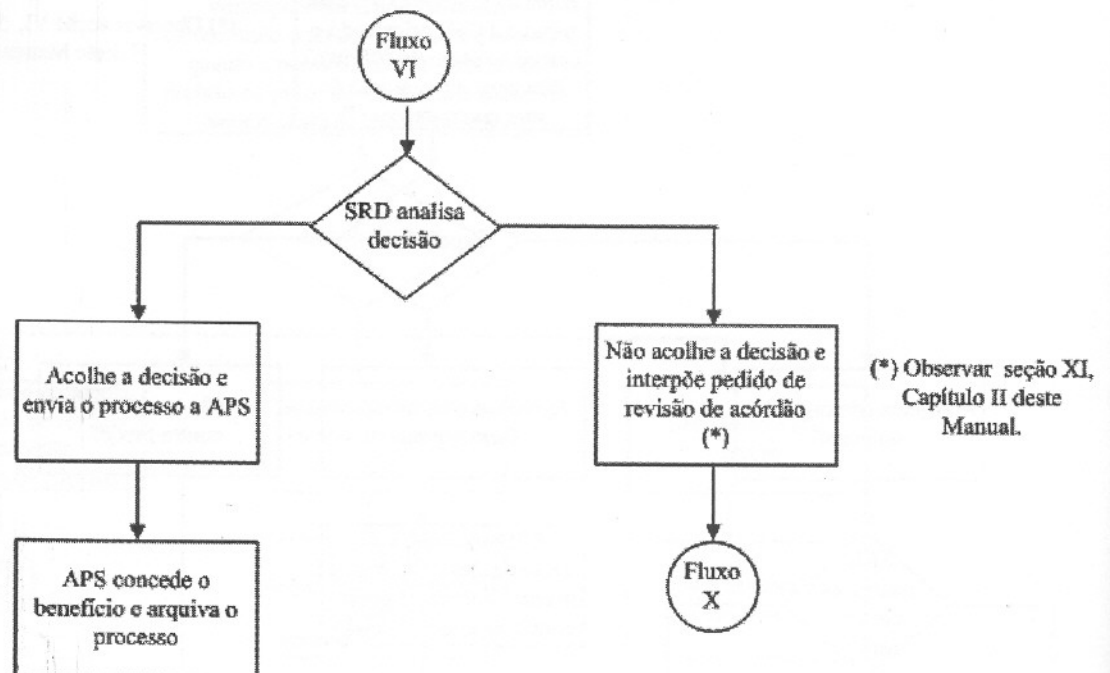 Fluxo
VI
SRD analisa
decisão
Acolhe a decisão e
envia o processo a APS
Não acolhe a decisão e
interpõe pedido de
revisão de acórdão
(*)
(*) Observar seção XI,
Capítulo II deste
Manual.
APS concede o
benefício e arquiva o
processo
Fluxo
X